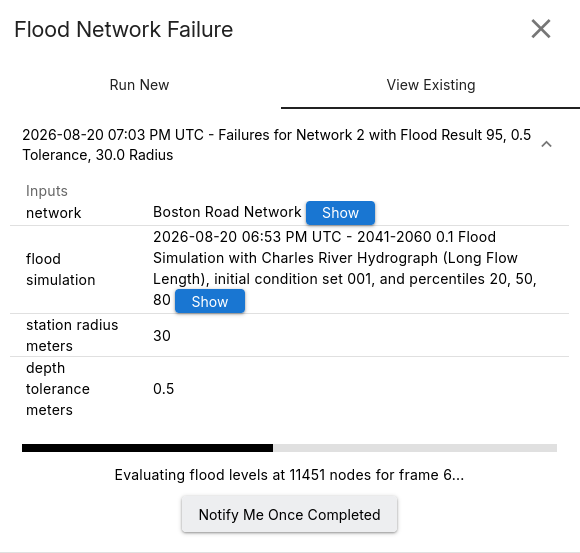 Flood Network Failure
Run New
View Existing
2026-08-20 07:03 PM UTC - Failures for Network 2 with Flood Result 95, 0.5
Tolerance, 30.0 Radius
Inputs
network
Boston Road Network Show
flood
simulation
2026-08-20 06:53 PM UTC - 2041-2060 0.1 Flood
Simulation with Charles River Hydrograph (Long Flow
Length), initial condition set 001, and percentiles 20, 50,
80 Show
station radius
meters
30
depth
tolerance
meters
0.5
Evaluating flood levels at 11451 nodes for frame 6...
Notify Me Once Completed